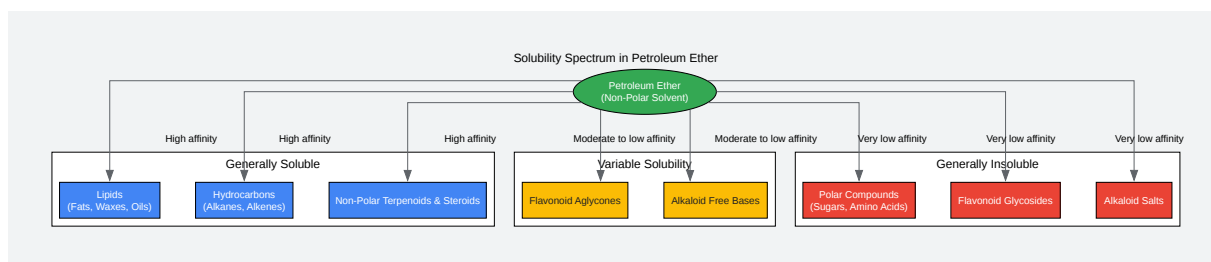 Solubility Spectrum in Petroleum Ether
Petroleum Ether
(Non-Polar Solvent)
High affinity
High affinity
High affinity
Moderate to low affinity
Moderate to low affinity
Very low affinity
Very low affinity
Very low affinity
Generally Soluble
Variable Solubility
Generally Insoluble
Lipids
(Fats, Waxes, Oils)
Hydrocarbons
(Alkanes, Alkenes)
Non-Polar Terpenoids & Steroids
Flavonoid Aglycones
Alkaloid Free Bases
Polar Compounds
(Sugars, Amino Acids)
Flavonoid Glycosides
Alkaloid Salts